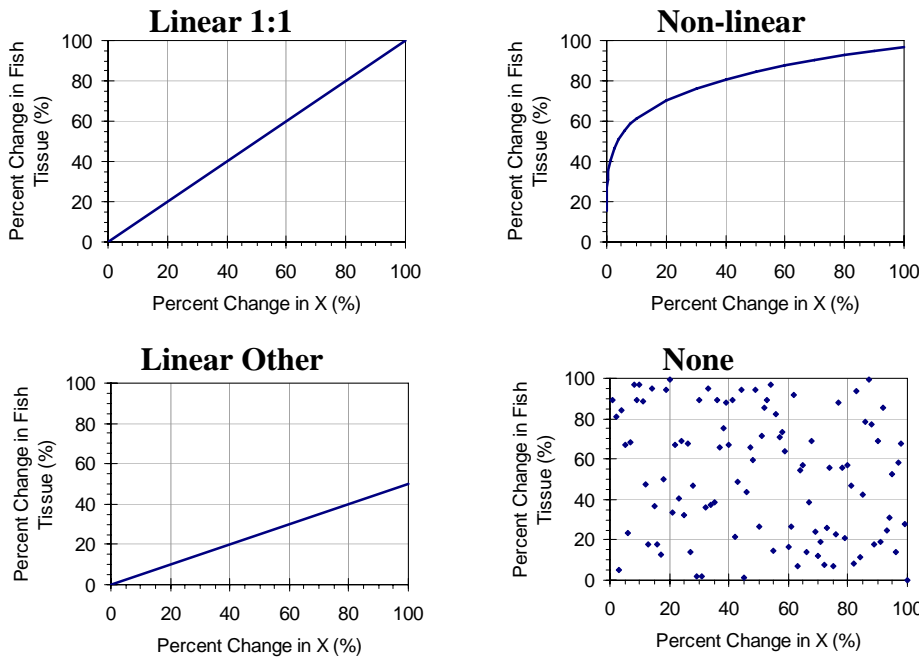 Linear 1:1
Percent Change in Fish
Tissue (%)
100
80
60
40
20
0
0 20 40 60 80 100
Percent Change in X (%)
Non-linear
Percent Change in Fish
Tissue (%)
100
80
60
40
20
0
0 20 40 60 80 100
Percent Change in X (%)
Linear Other
Percent Change in Fish
Tissue (%)
100
80
60
40
20
0
0 20 40 60 80 100
Percent Change in X (%)
None
Percent Change in Fish
Tissue (%)
100
80
60
40
20
0
0 20 40 60 80 100
Percent Change in X (%)